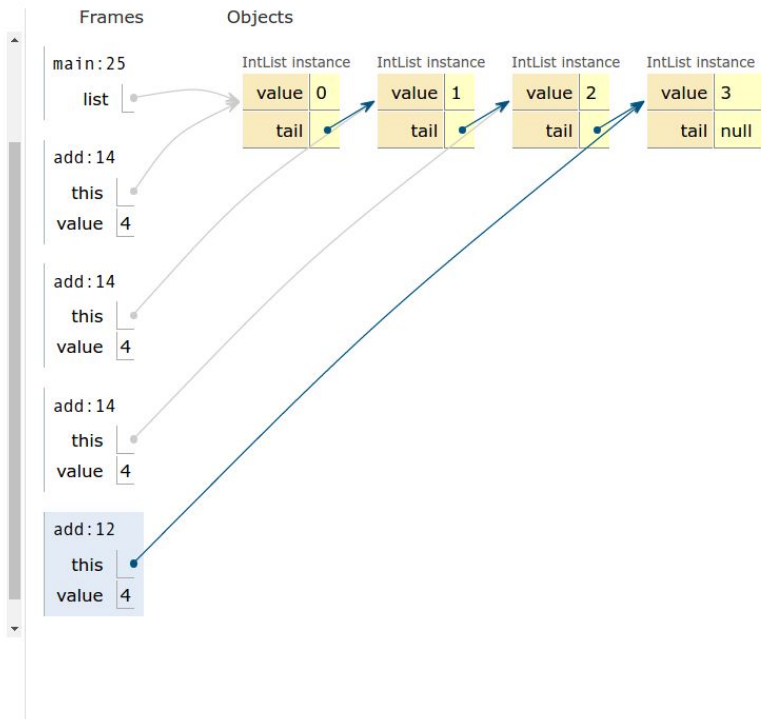 Frames Objects
main:25
list
add:14
this
value 4
add:14
this
value 4
add:14
this
value 4
add:12
this
value 4
IntList instance IntList instance IntList instance IntList instance
value 0 value 1 value 2 value 3
tail tail tail tail null